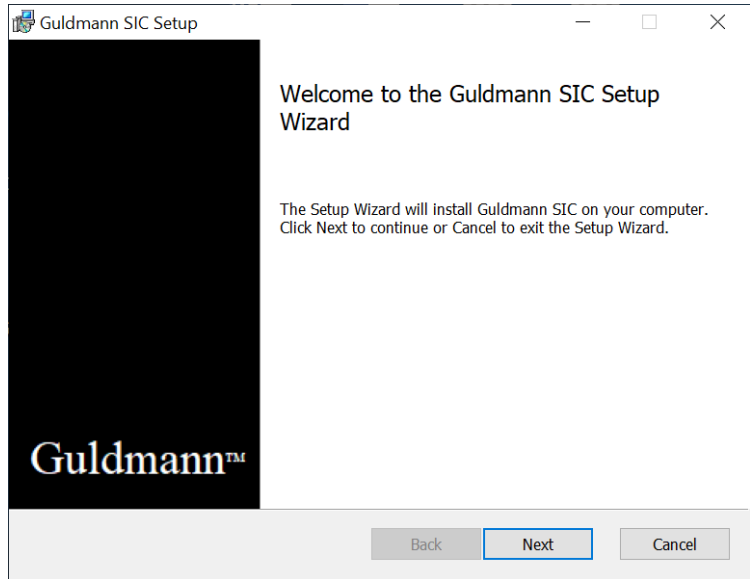 Guldmann SIC Setup
Welcome to the Guldmann SIC Setup
Wizard
The Setup Wizard will install Guldmann SIC on your computer.
Click Next to continue or Cancel to exit the Setup Wizard.
Guldmann™
Back
Next
Cancel